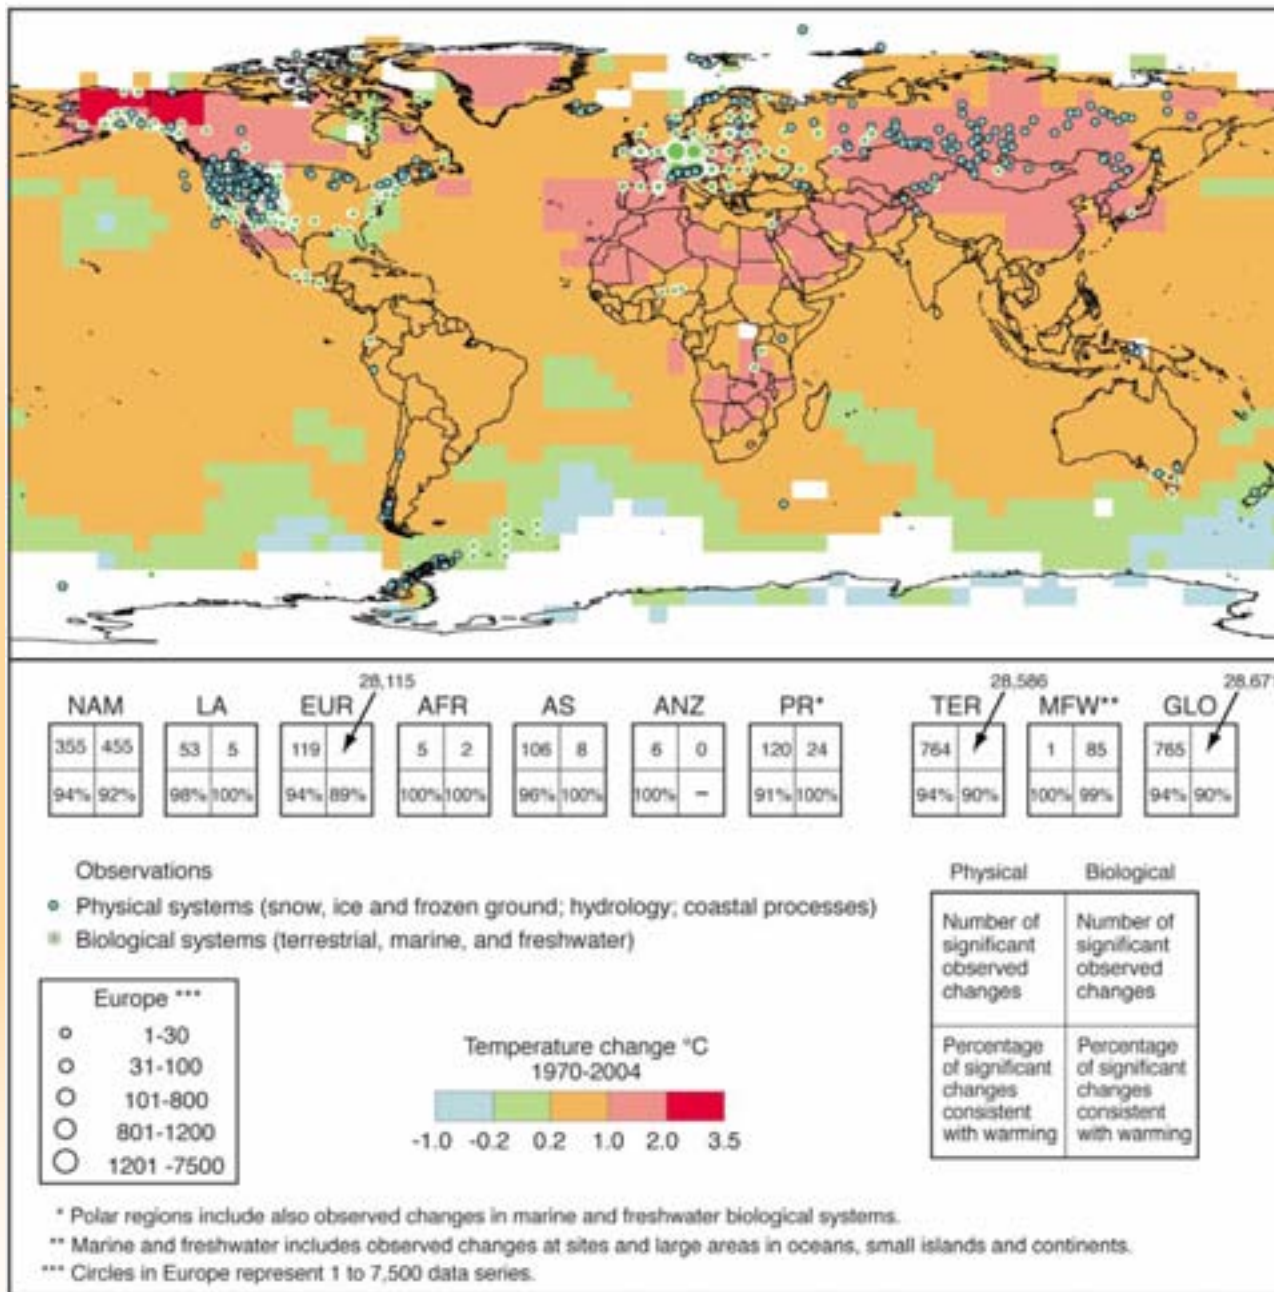 28,115 28,586 28,671
NAM LA EUR AFR AS ANZ PR* TER MFW** GLO
355 455 53 5 119 5 2 106 8 6 0 120 24 764 1 85 765
94% 92% 98% 100% 94% 89% 100% 100% 96% 100% 100% – 91% 100% 94% 90% 100% 99% 94% 90%
Observations
Physical systems (snow, ice and frozen ground; hydrology; coastal processes)
Biological systems (terrestrial, marine, and freshwater)
Physical Biological
Number of Number of
significant significant
observed observed
changes changes
Percentage Percentage
of significant of significant
changes changes
consistent consistent
with warming with warming
Europe ***
1-30
31-100
101-800
801-1200
1201 -7500
Temperature change °C
1970-2004
-1.0 -0.2 0.2 1.0 2.0 3.5
* Polar regions include also observed changes in marine and freshwater biological systems.
** Marine and freshwater includes observed changes at sites and large areas in oceans, small islands and continents.
*** Circles in Europe represent 1 to 7,500 data series.